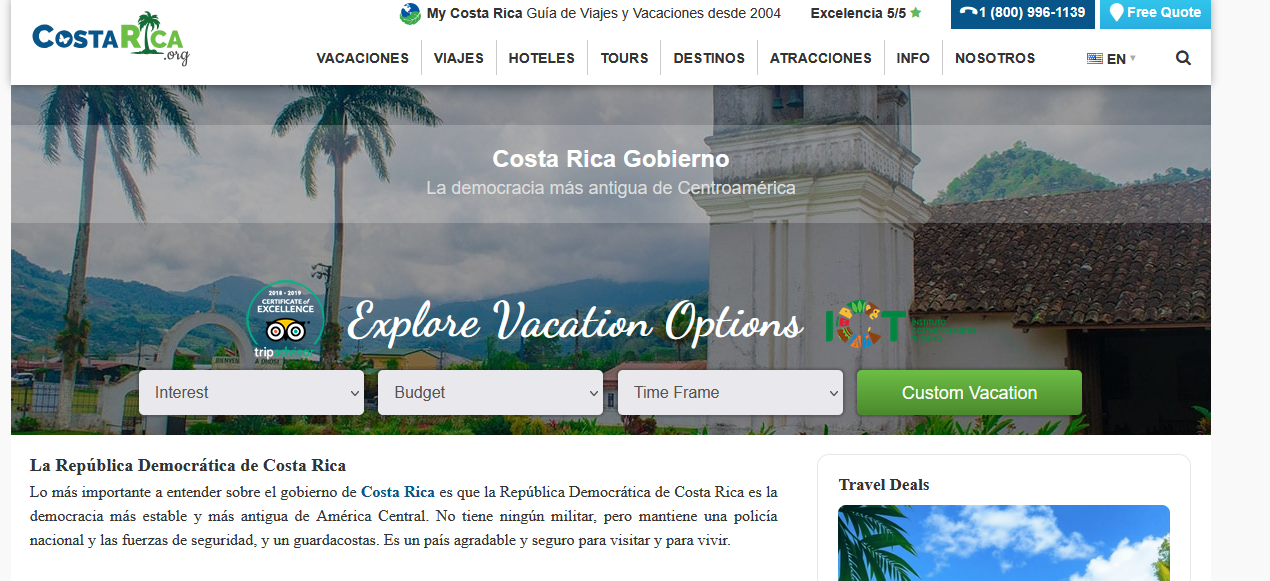 COSTARICA
.org
My Costa Rica Guía de Viajes y Vacaciones desde 2004
Excelencia 5/5
1 (800) 996-1139
Free Quote
VACACIONES
VIAJES
HOTELES
TOURS
DESTINOS
ATRACCIONES
INFO
NOSOTROS
EN
Costa Rica Gobierno
La democracia más antigua de Centroamérica
2018 - 2019
CERTIFICATE of
EXCELLENCE
tripadvisor
Explore Vacation Options
ICT
INSTITUTO
Interest
Budget
Time Frame
Custom Vacation
La República Democrática de Costa Rica
Lo más importante a entender sobre el gobierno de Costa Rica es que la República Democrática de Costa Rica es la
democracia más estable y más antigua de América Central. No tiene ningún militar, pero mantiene una policía
nacional y las fuerzas de seguridad, y un guardacostas. Es un país agradable y seguro para visitar y para vivir.
Travel Deals